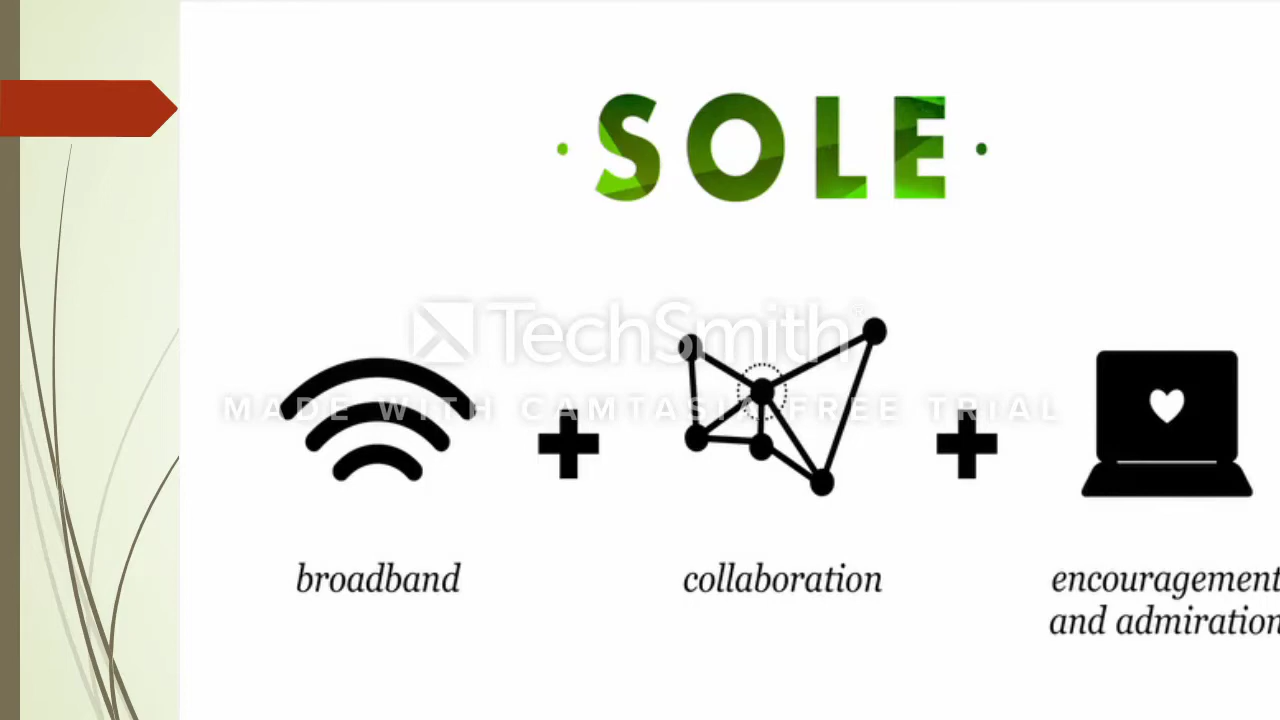 · SOLE ·
TechSmith®
MADE WITH CAMTASIA FREE TRIAL
broadband
collaboration
encouragement
and admiration